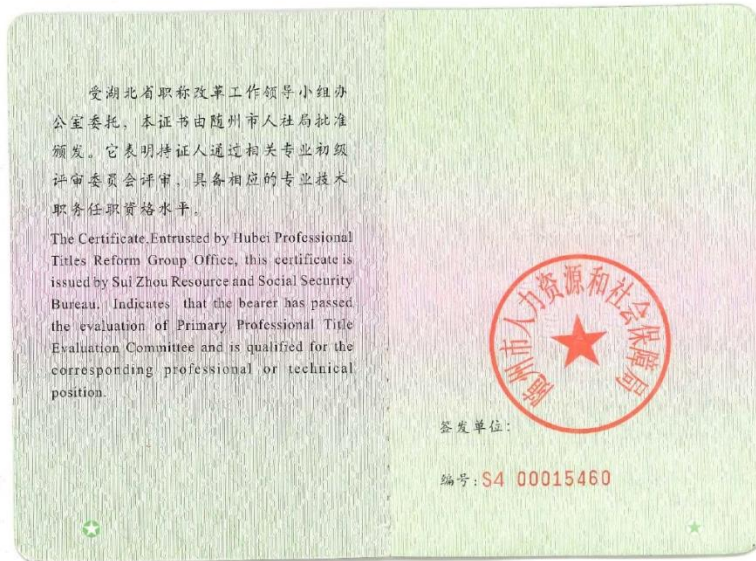 受湖北省职称改革工作领导小组办
公室委托，本证书由随州市人社局批准
颁发。它表明持证人通过相关专业初级
评审委员会评审，具备相应的专业技术
职务任职资格水平。
The Certificate.Entrusted by Hubei Professional
Titles Reform Group Office, this certificate is
issued by Sui Zhou Resource and Social Security
Bureau. Indicates that the bearer has passed
the evaluation of Primary Professional Title
Evaluation Committee and is qualified for the
corresponding professional or technical
position.
随州市人力资源和社会保障局
签发单位：
编号：S4 00015460